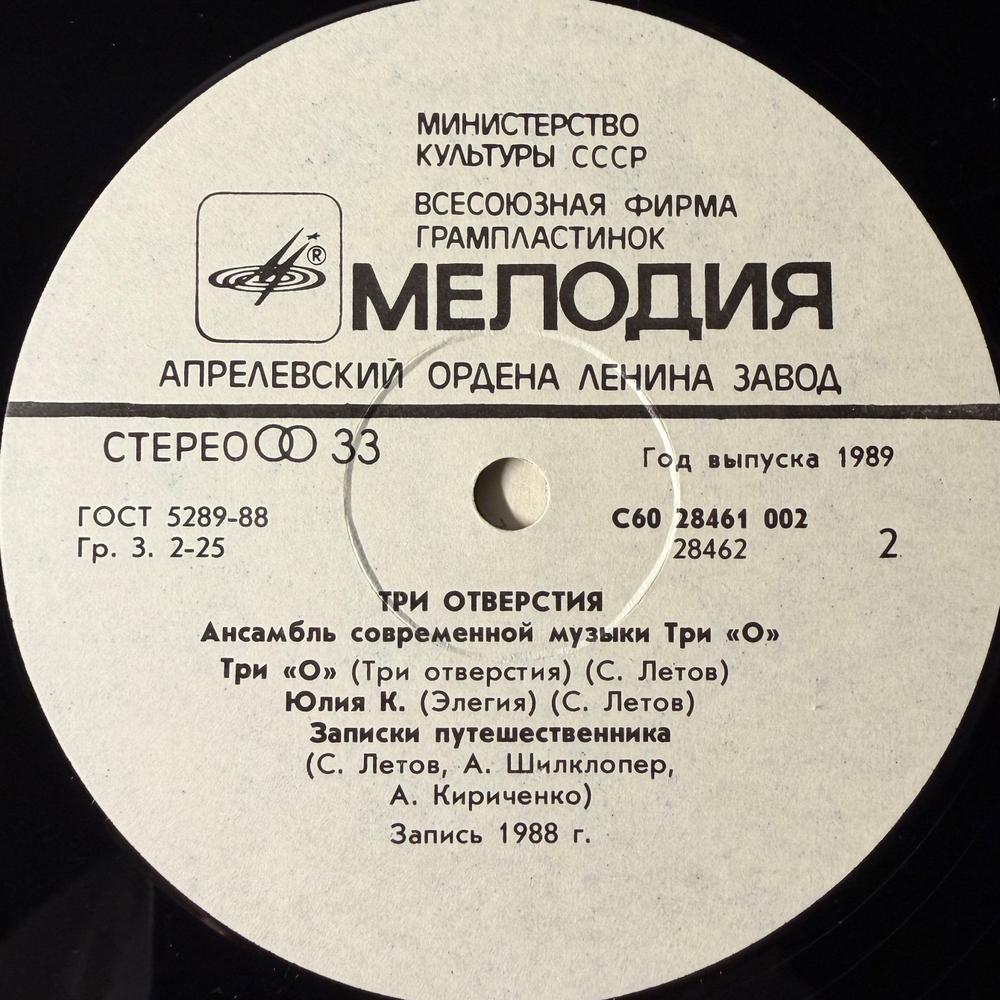 МИНИСТЕРСТВО
КУЛЬТУРЫ СССР
ВСЕСОЮЗНАЯ ФИРМА
ГРАМПЛАСТИНОК
®
МЕЛОДИЯ
АПРЕЛЕВСКИЙ ОРДЕНА ЛЕНИНА ЗАВОД
СТЕРЕО 33
Год выпуска 1989
ГОСТ 5289-88
Гр. 3. 2-25
С60 28461 002
28462
2
ТРИ ОТВЕРСТИЯ
Ансамбль современной музыки Три «О»
Три «О» (Три отверстия) (С. Летов)
Юлия К. (Элегия) (С. Летов)
Записки путешественника
(С. Летов, А. Шилклопер,
А. Кириченко)
Запись 1988 г.